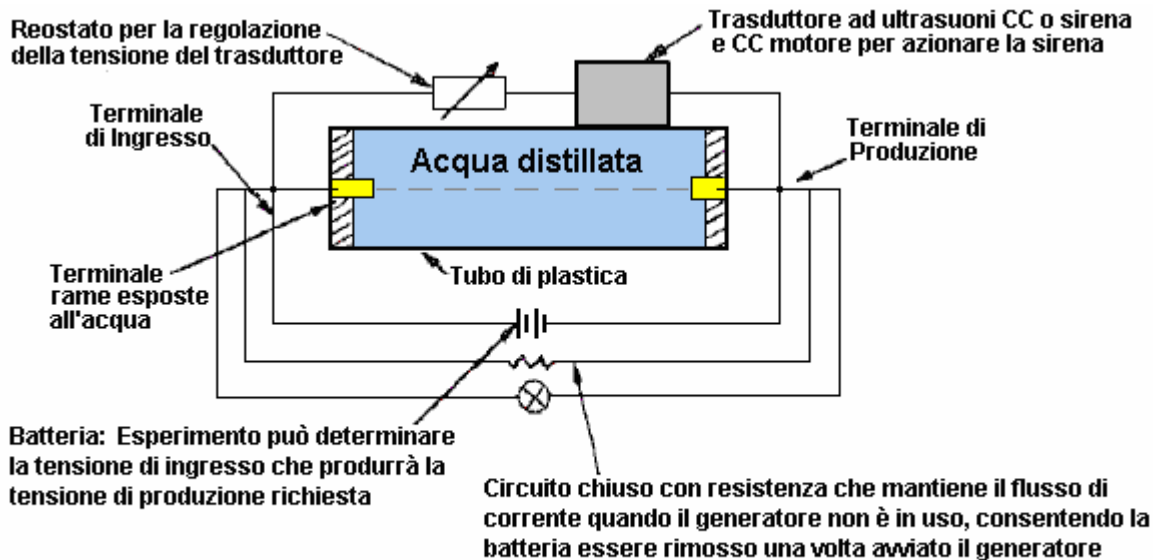 Reostato per la regolazione
della tensione del trasduttore
Trasduttore ad ultrasuoni CC o sirena
e CC motore per azionare la sirena
Terminale
di Ingresso
Terminale di
Produzione
Acqua distillata
Terminale
rame esposte
all'acqua
Tubo di plastica
Batteria: Esperimento può determinare
la tensione di ingresso che produrrà la
tensione di produzione richiesta
Circuito chiuso con resistenza che mantiene il flusso di
corrente quando il generatore non è in uso, consentendo la
batteria essere rimosso una volta avviato il generatore